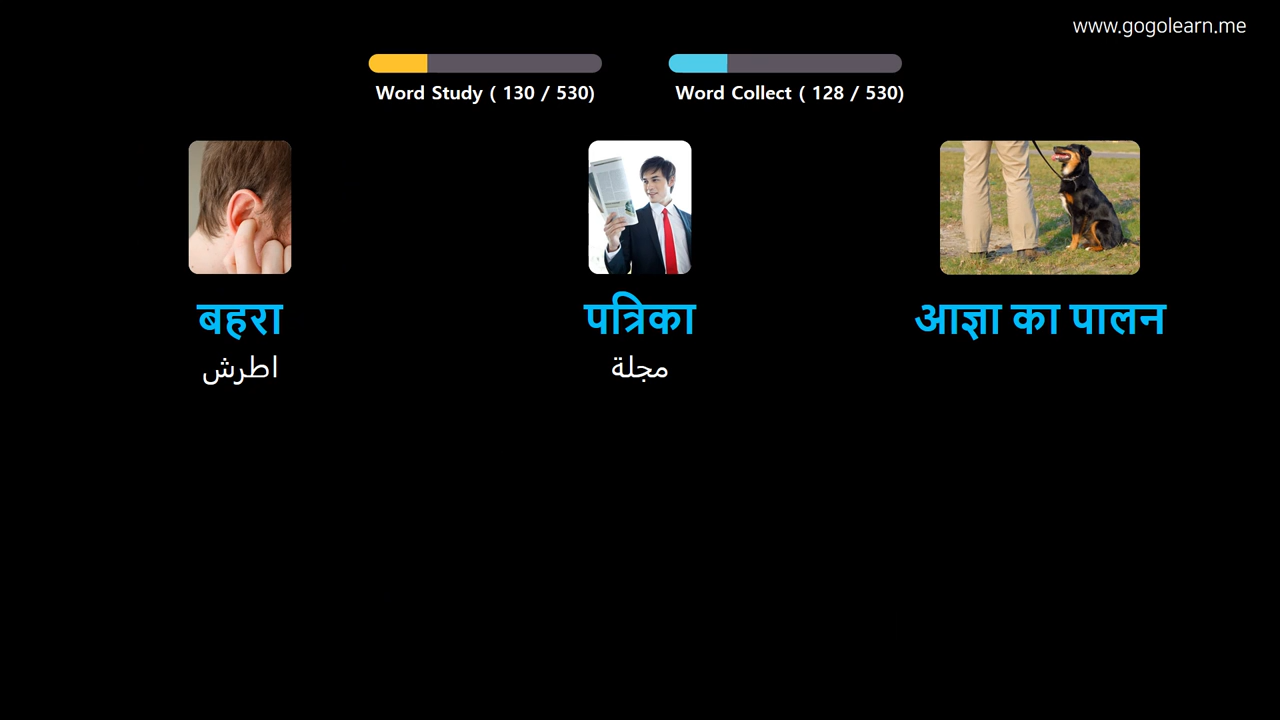 www.gogolearn.me
Word Study ( 130 / 530)
Word Collect ( 128 / 530)
बहरा
पत्रिका
आज्ञा का पालन
اطرش
مجلة